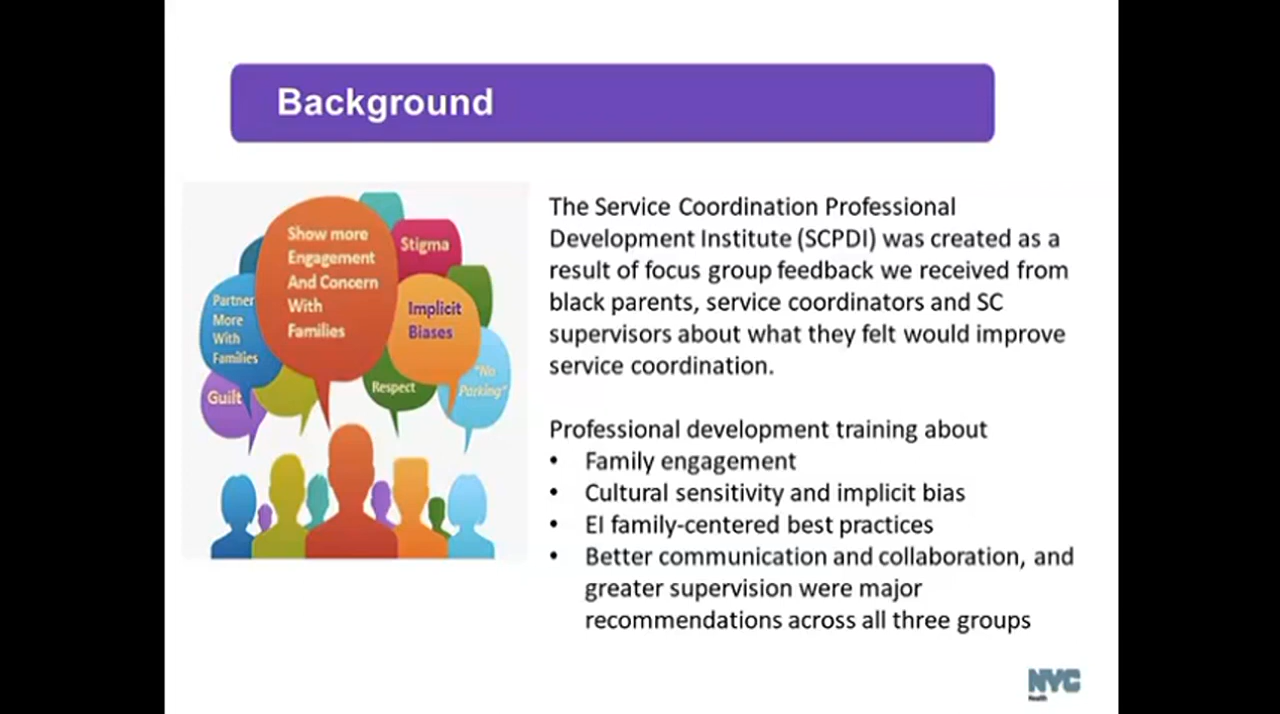 Background
Show more
Engagement
And Concern
With
Families
Stigma
Implicit
Biases
Partner
More
With
Families
Guilt
Respect
"No
Parking"
The Service Coordination Professional
Development Institute (SCPDI) was created as a
result of focus group feedback we received from
black parents, service coordinators and SC
supervisors about what they felt would improve
service coordination.
Professional development training about
• Family engagement
• Cultural sensitivity and implicit bias
• EI family-centered best practices
• Better communication and collaboration, and
greater supervision were major
recommendations across all three groups
NYC
Health